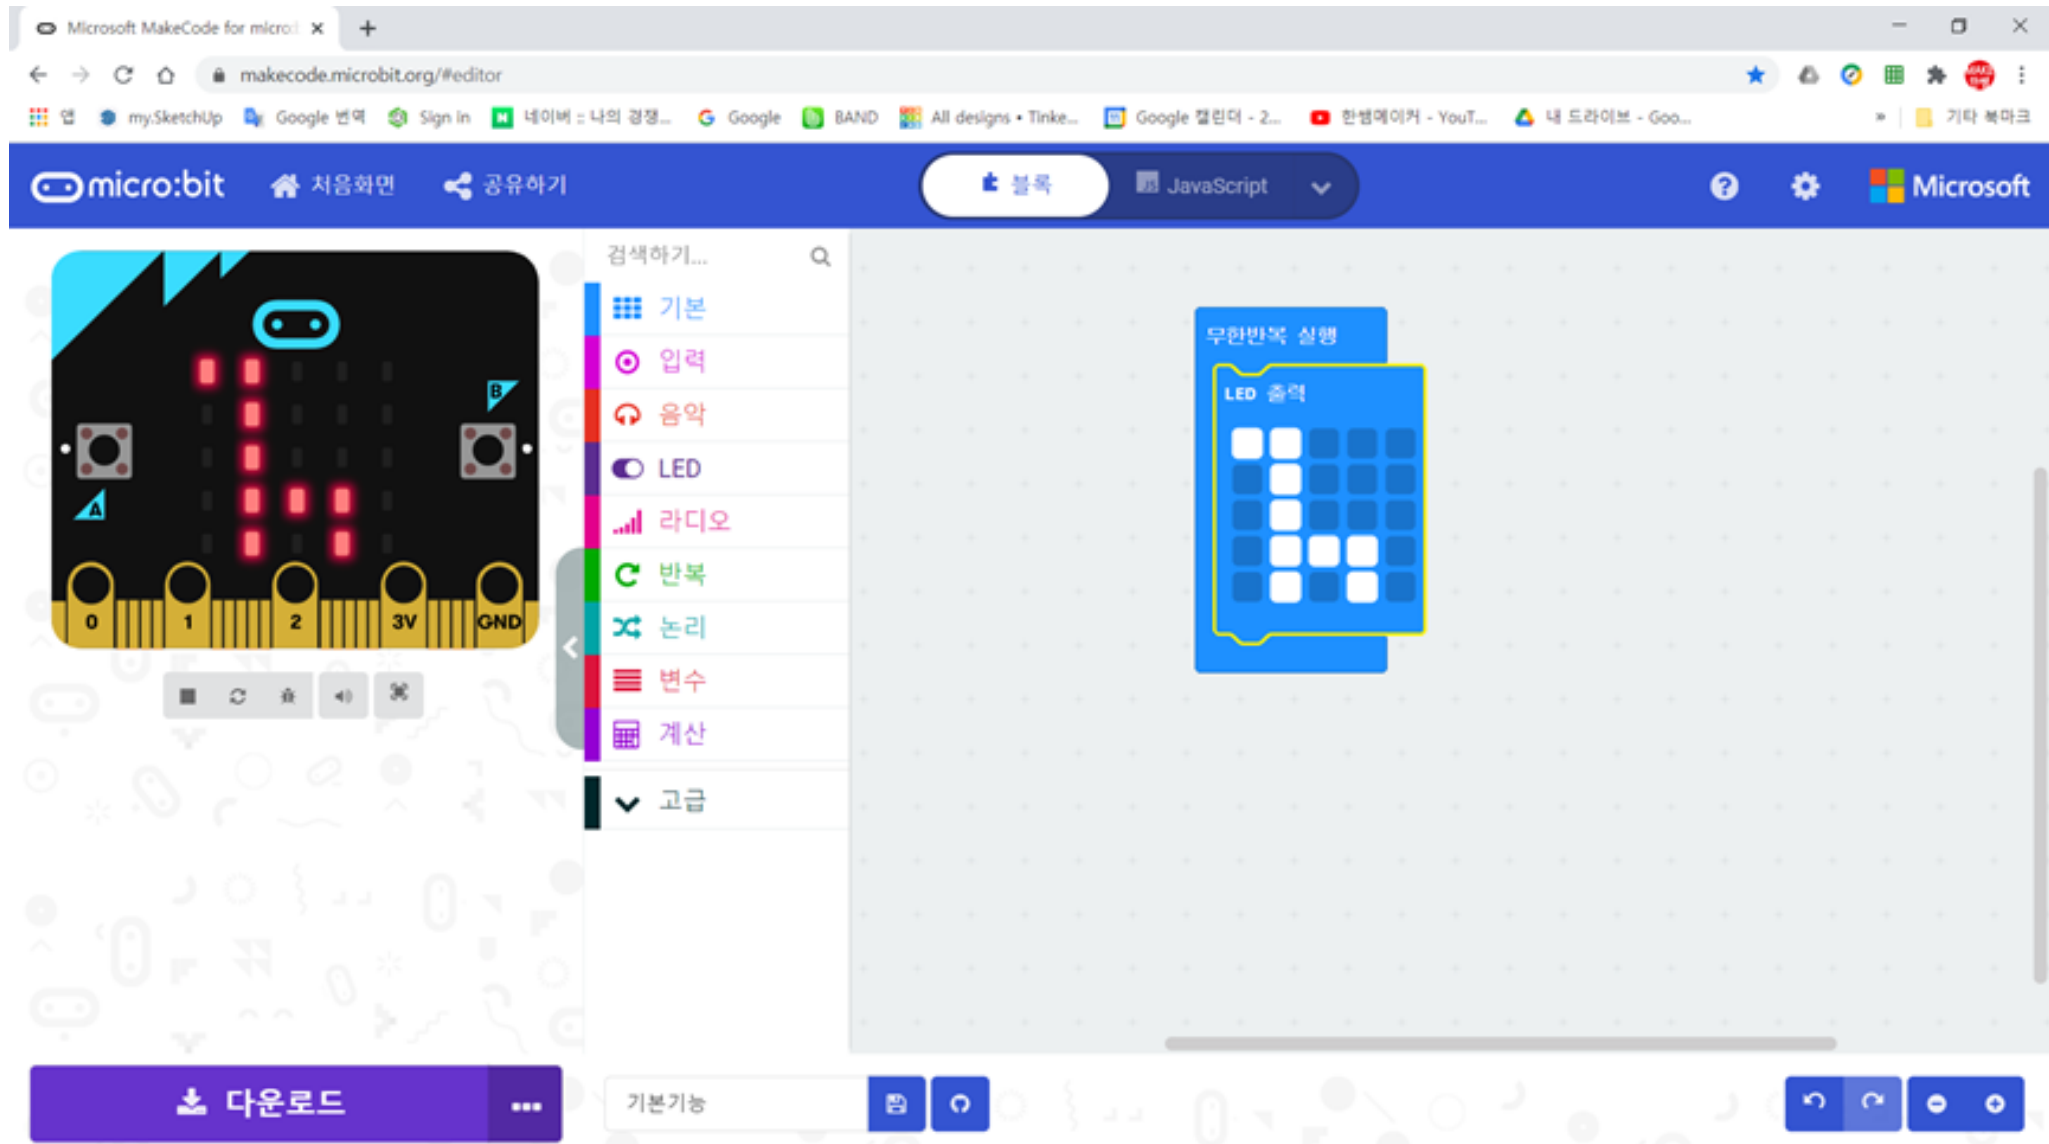 Microsoft MakeCode for micro:
makecode.microbit.org/#editor
앱 my.SketchUp Google 번역 Sign in 네이버 :: 나의 경쟁... Google BAND All designs • Tinke... Google 캘린더 - 2... 한쌤메이커 - YouT... 내 드라이브 - Goo... » 기타 북마크
micro:bit 처음화면 공유하기 블록 JavaScript Microsoft
검색하기...
기본
입력
음악
LED
라디오
반복
논리
변수
계산
고급
B
A
0 1 2 3V GND
무한반복 실행
LED 출력
다운로드 ...
기본기능